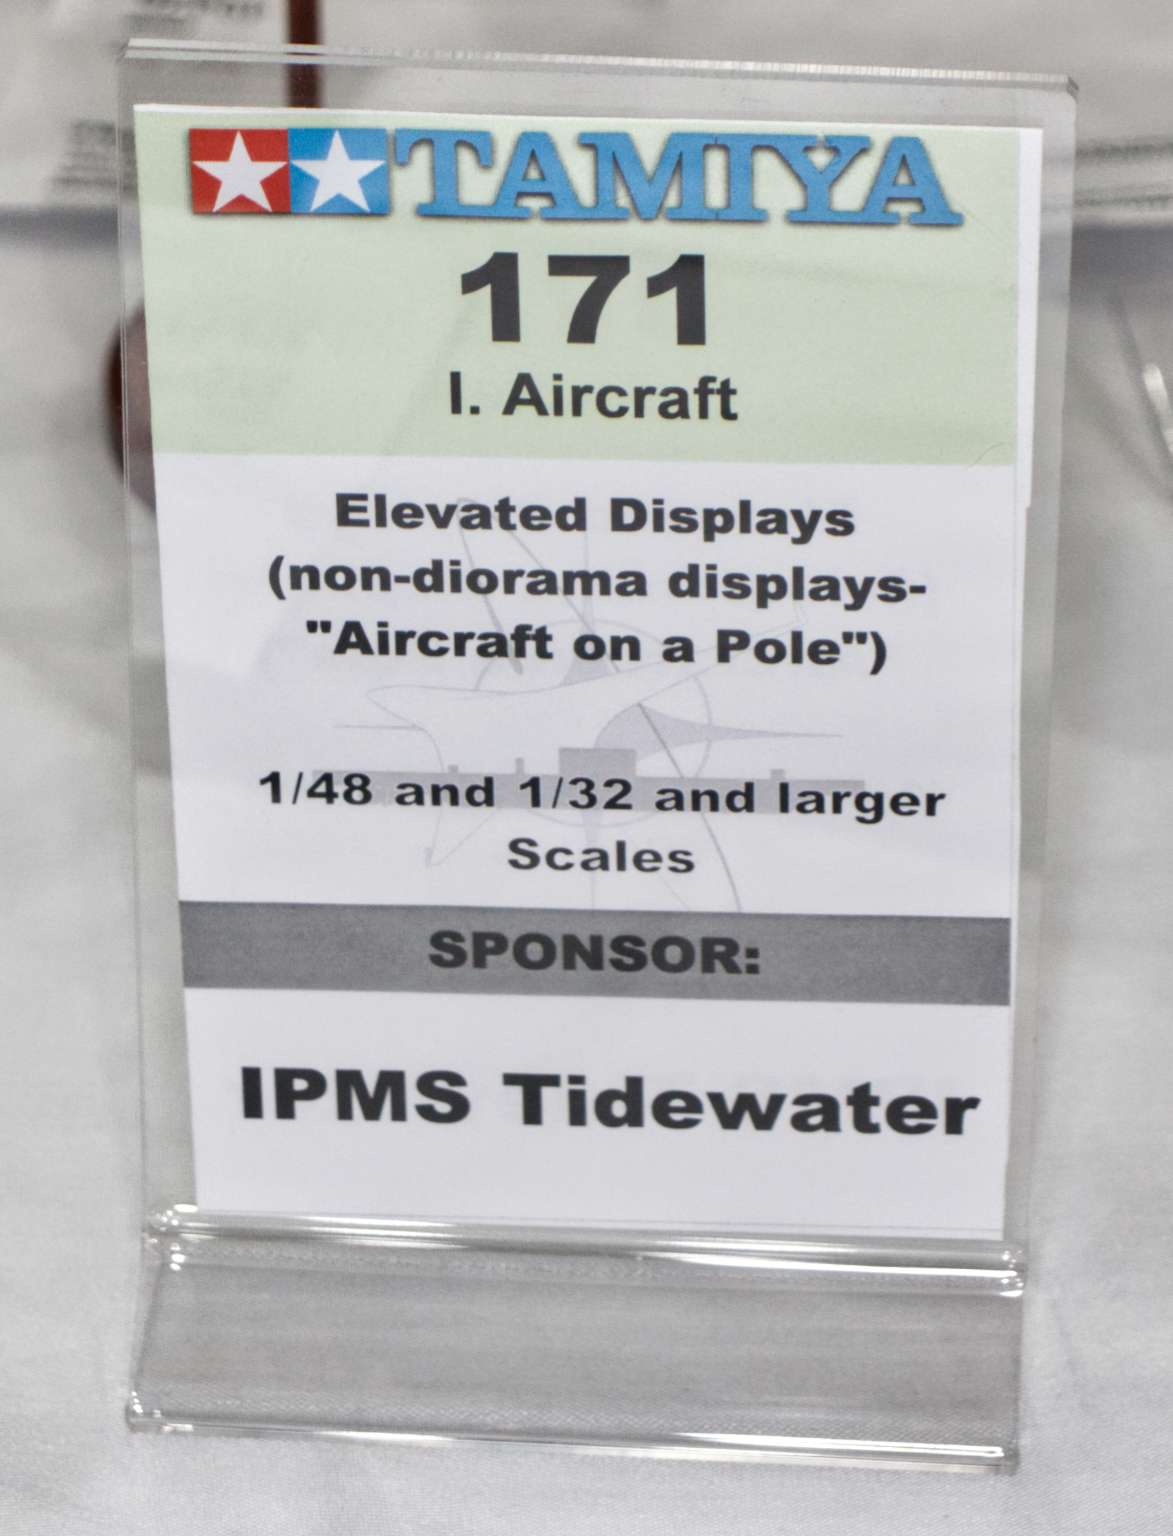 TAMIYA
171
I. Aircraft
Elevated Displays
(non-diorama displays-
"Aircraft on a Pole")
1/48 and 1/32 and larger
Scales
SPONSOR:
IPMS Tidewater